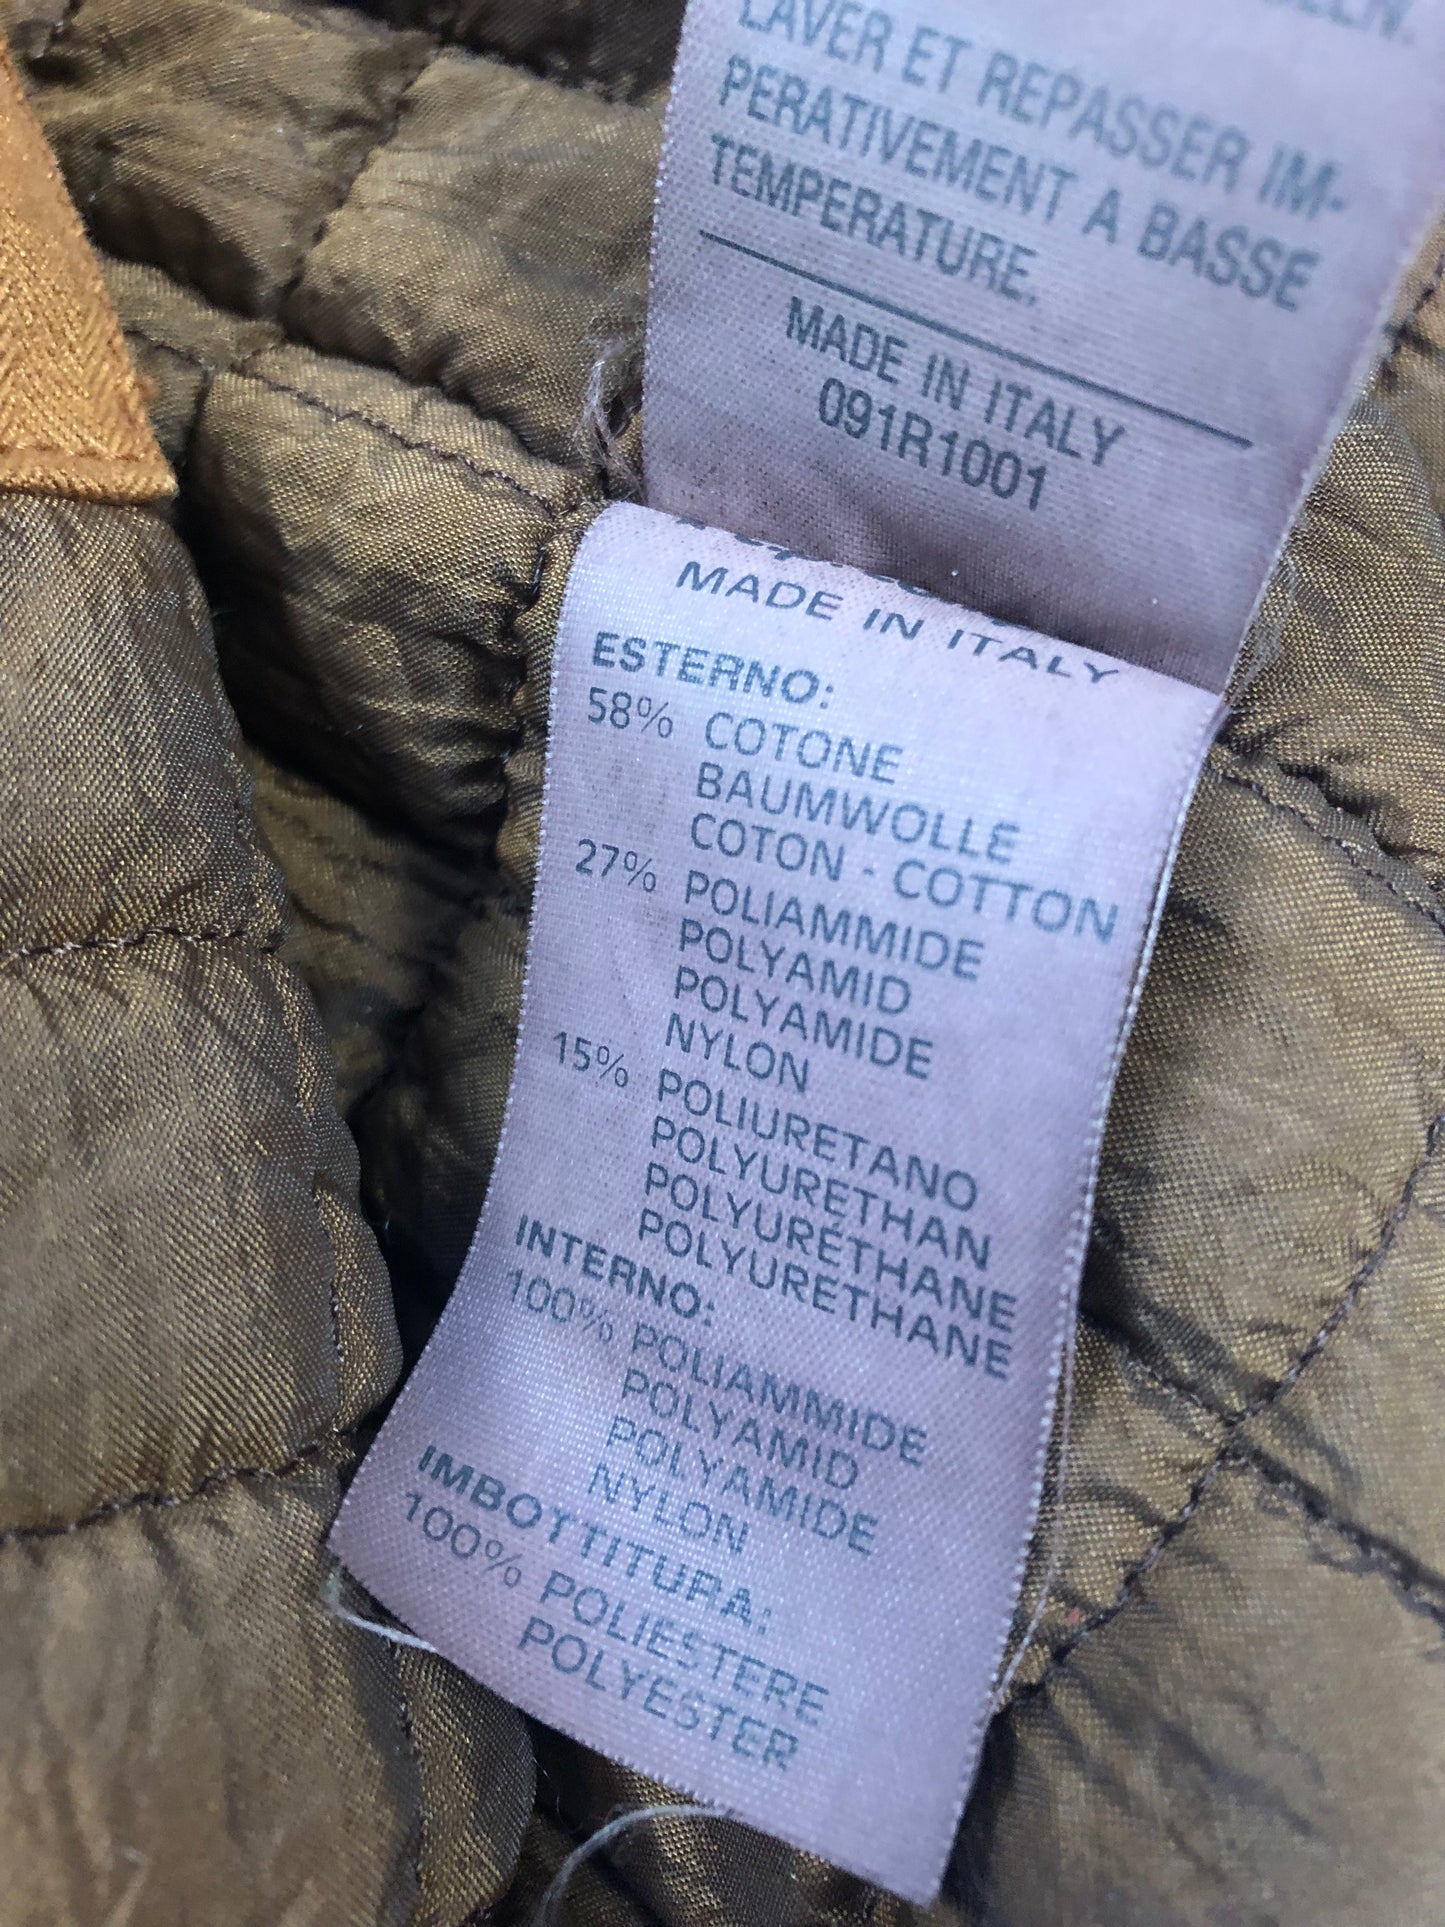 LAVER ET REPASSER IM-
PERATIVEMENT A BASSE
TEMPERATURE.
MADE IN ITALY
091R1001
MADE IN ITALY
ESTERNO:
58% COTONE
BAUMWOLLE
COTON - COTTON
27% POLIAMMIDE
POLYAMID
POLYAMIDE
NYLON
15% POLIURETANO
POLYURETHAN
POLYURÉTHANE
POLYURETHANE
INTERNO:
100% POLIAMMIDE
POLYAMID
POLYAMIDE
NYLON
IMBOTTITURA:
100% POLIESTERE
POLYESTER